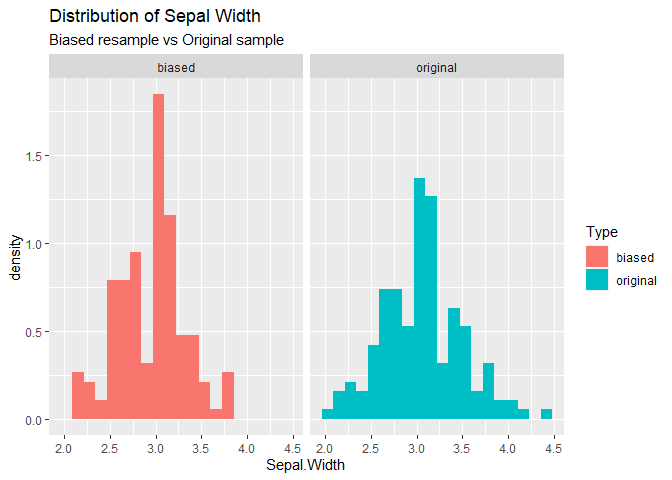 Distribution of Sepal Width
Biased resample vs Original sample
biased
original
density
1.5
1.0
0.5
0.0
2.0 2.5 3.0 3.5 4.0 4.5
2.0 2.5 3.0 3.5 4.0 4.5
Sepal.Width
Type
biased
original